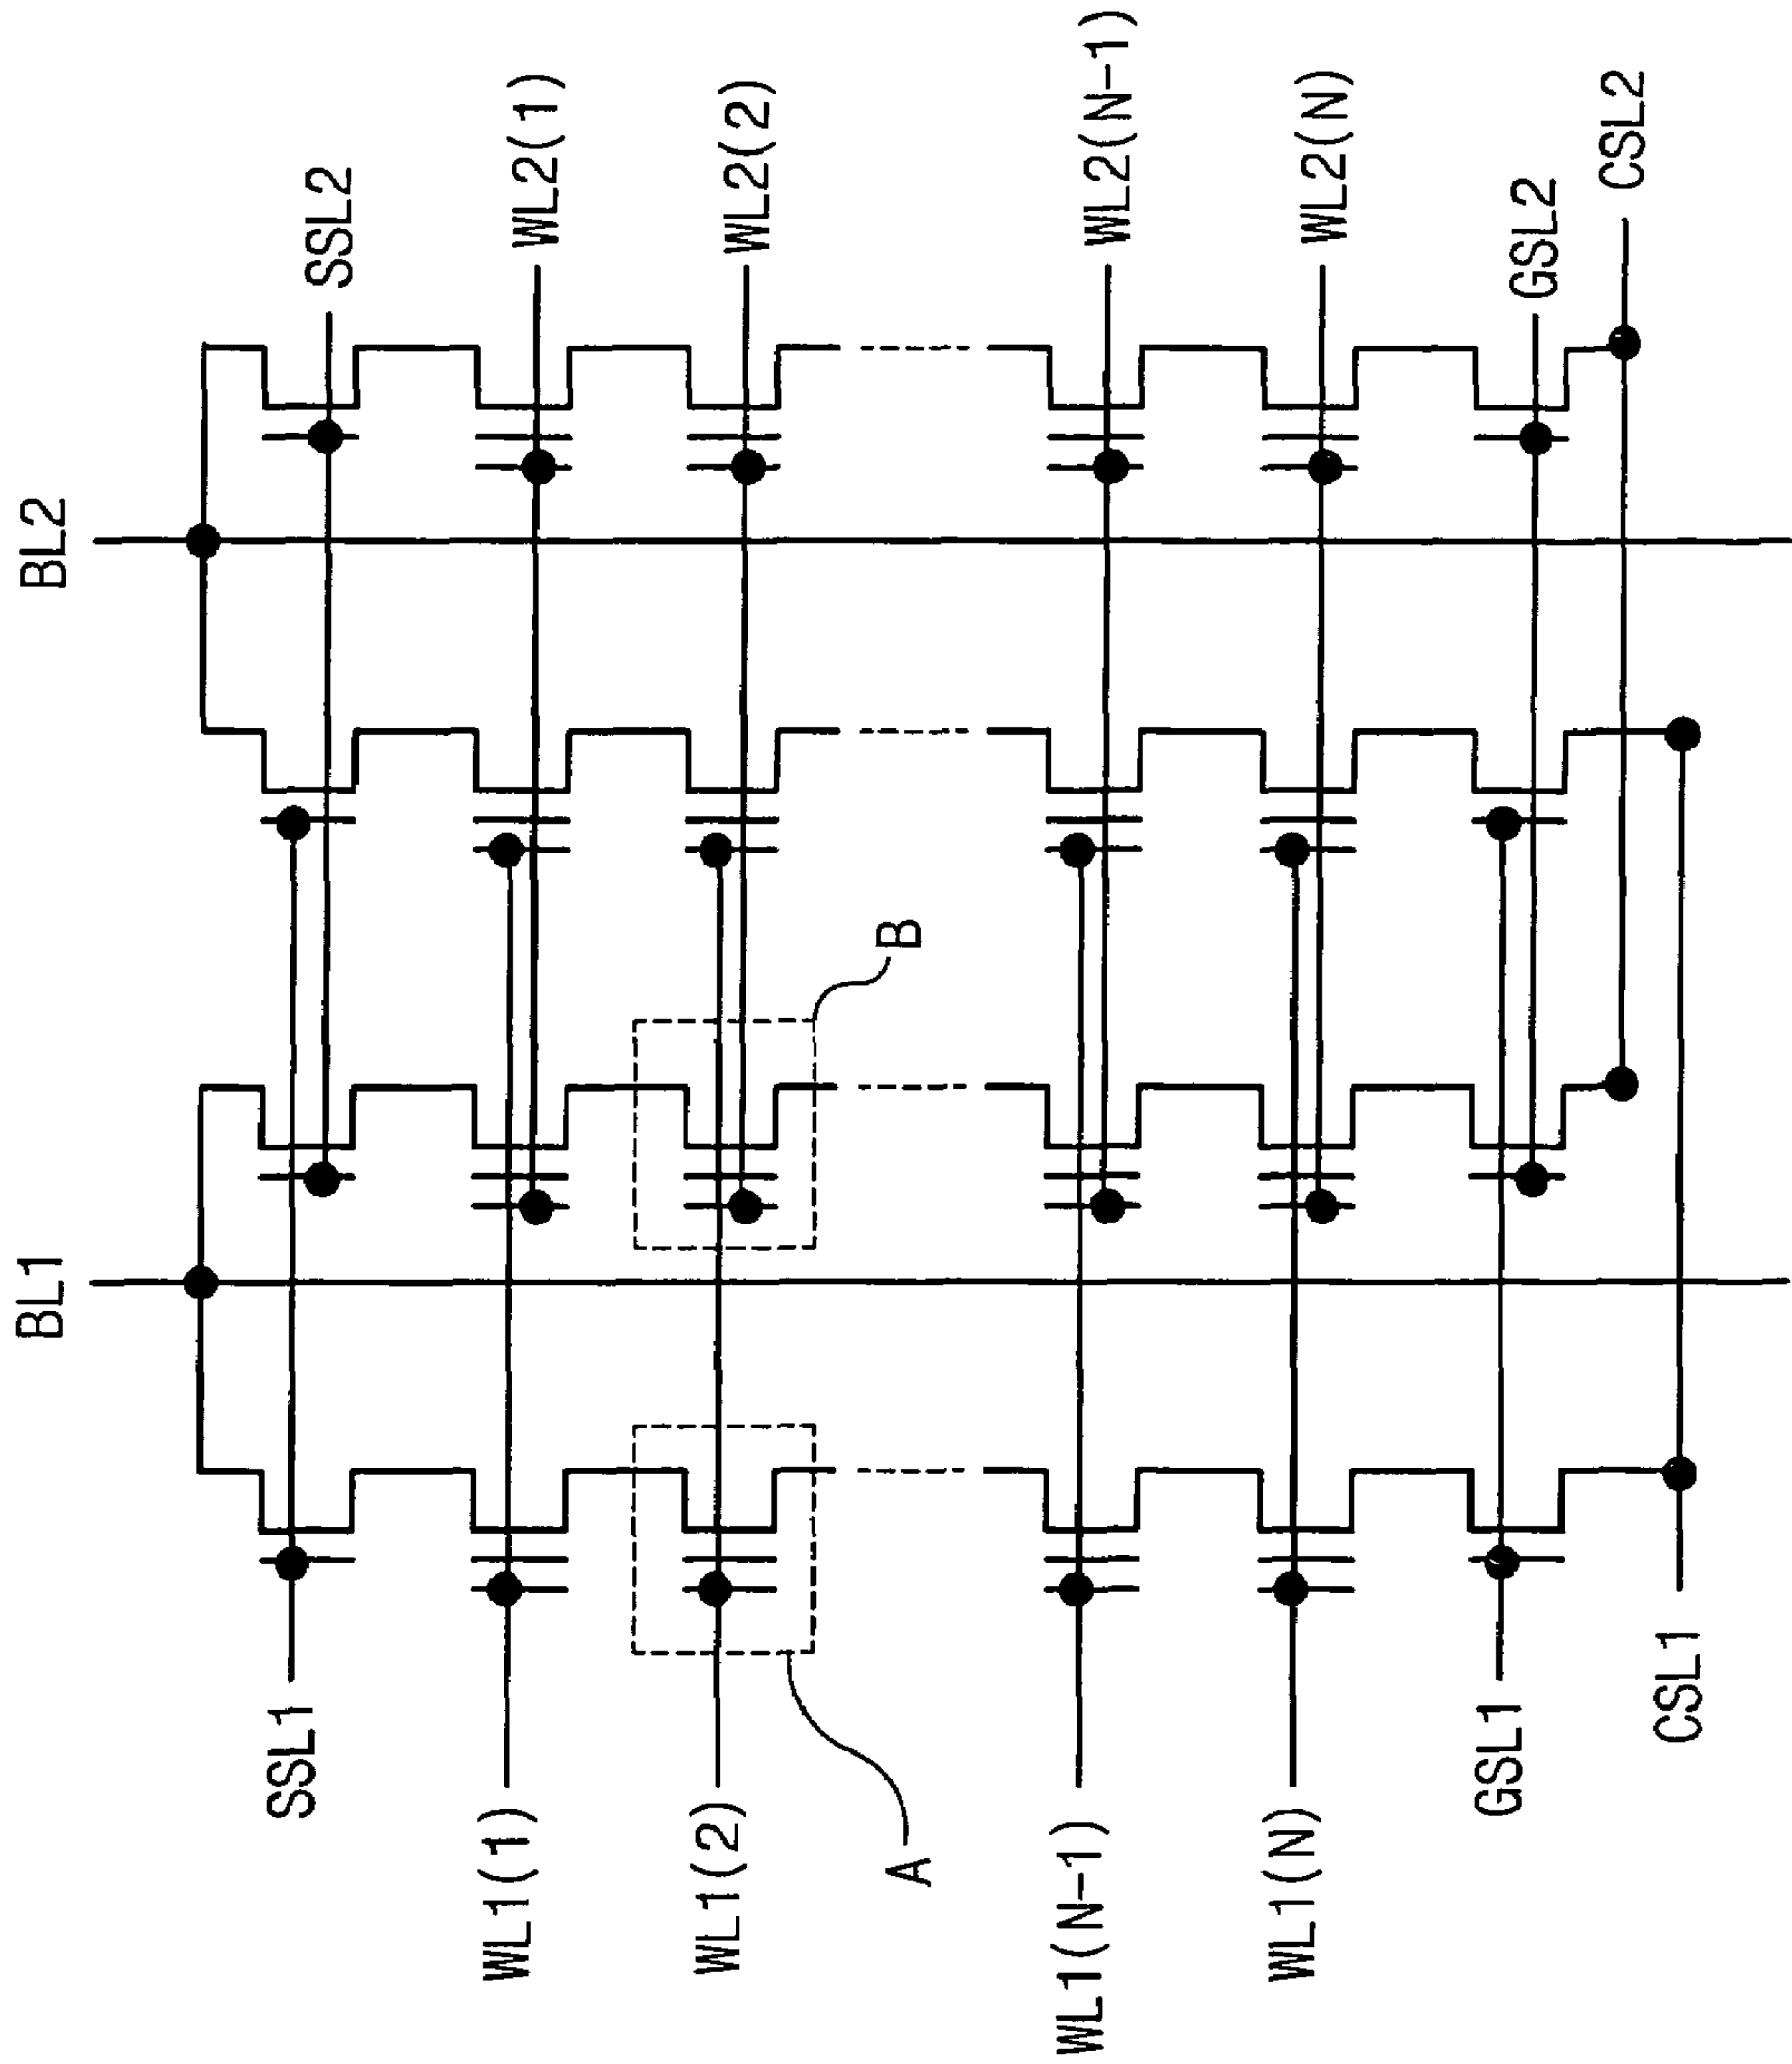 BL1
BL2
SSL1
SSL2
WL1(1)
WL2(1)
WL1(2)
WL2(2)
A
B
WL1(N-1)
WL2(N-1)
WL1(N)
WL2(N)
GSL1
GSL2
CSL1
CSL2